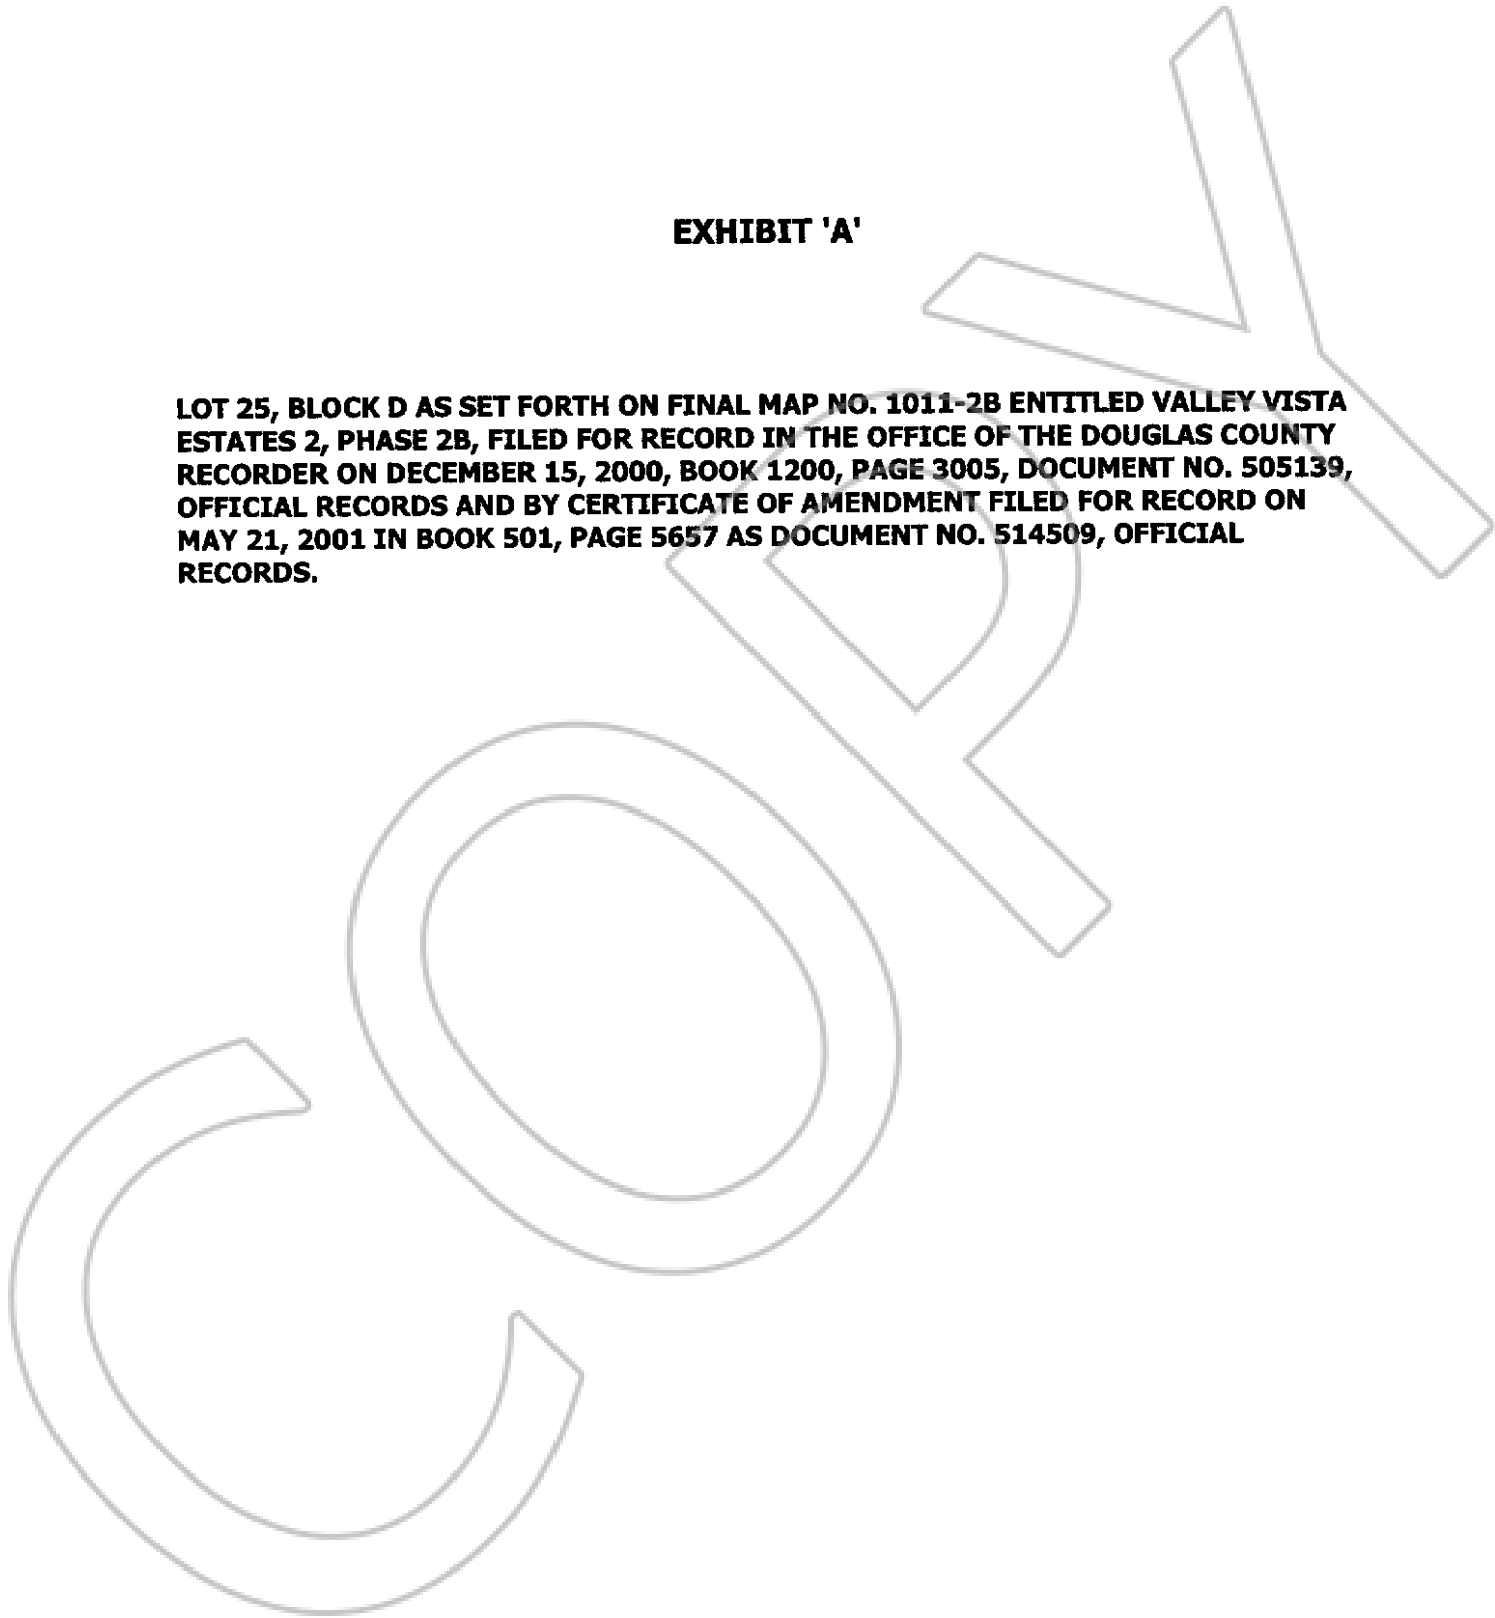 EXHIBIT 'A'
LOT 25, BLOCK D AS SET FORTH ON FINAL MAP NO. 1011-2B ENTITLED VALLEY VISTA
ESTATES 2, PHASE 2B, FILED FOR RECORD IN THE OFFICE OF THE DOUGLAS COUNTY
RECORDER ON DECEMBER 15, 2000, BOOK 1200, PAGE 3005, DOCUMENT NO. 505139,
OFFICIAL RECORDS AND BY CERTIFICATE OF AMENDMENT FILED FOR RECORD ON
MAY 21, 2001 IN BOOK 501, PAGE 5657 AS DOCUMENT NO. 514509, OFFICIAL
RECORDS.
COPY